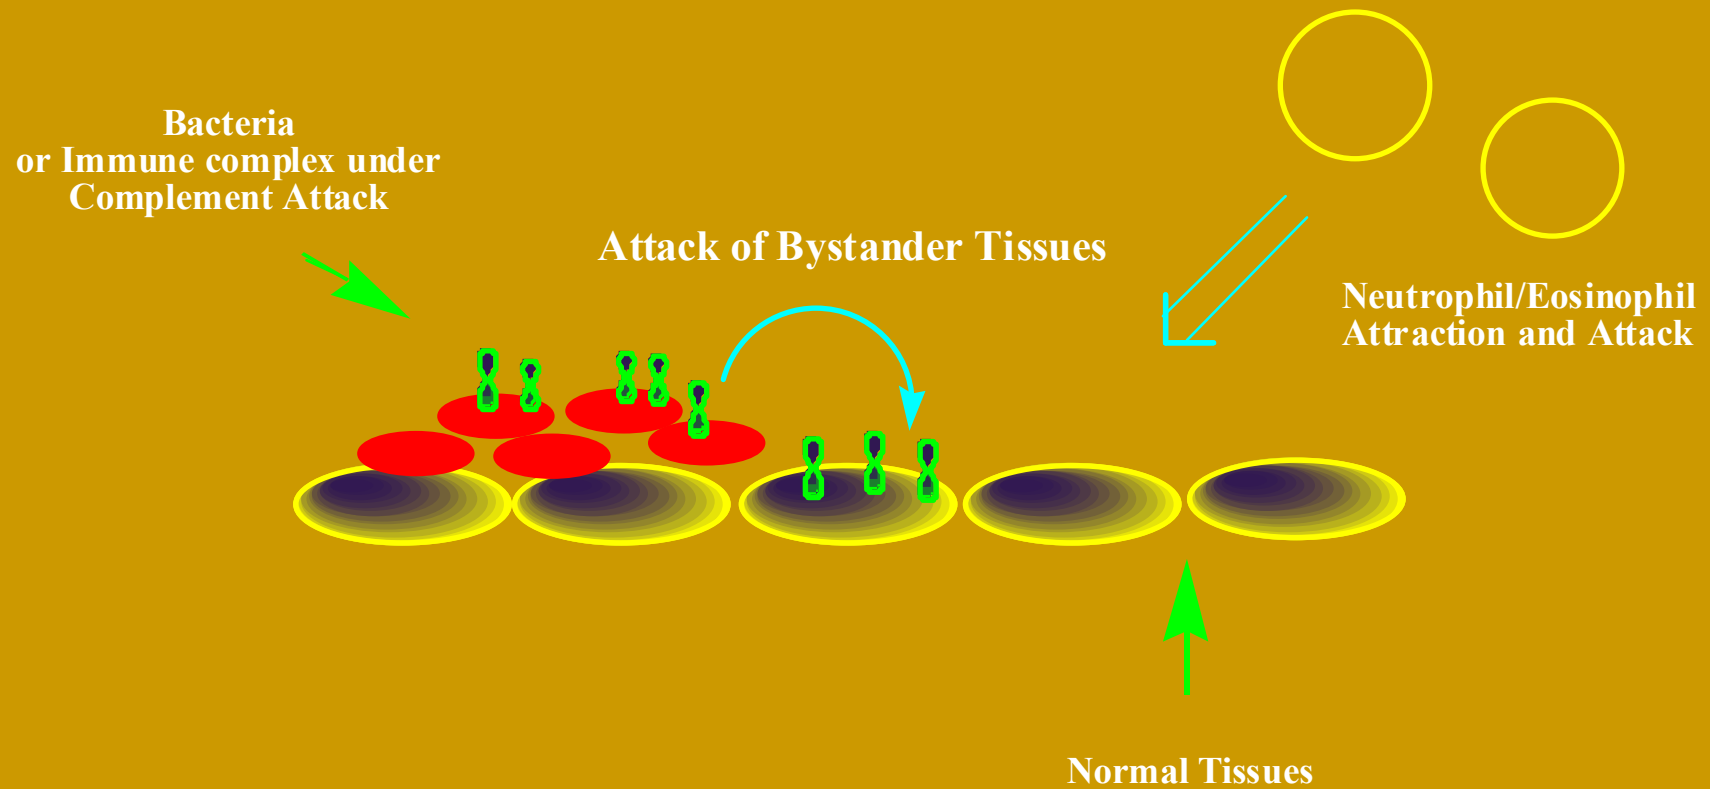 Bacteria
or Immune complex under
Complement Attack
Attack of Bystander Tissues
Neutrophil/Eosinophil
Attraction and Attack
Normal Tissues